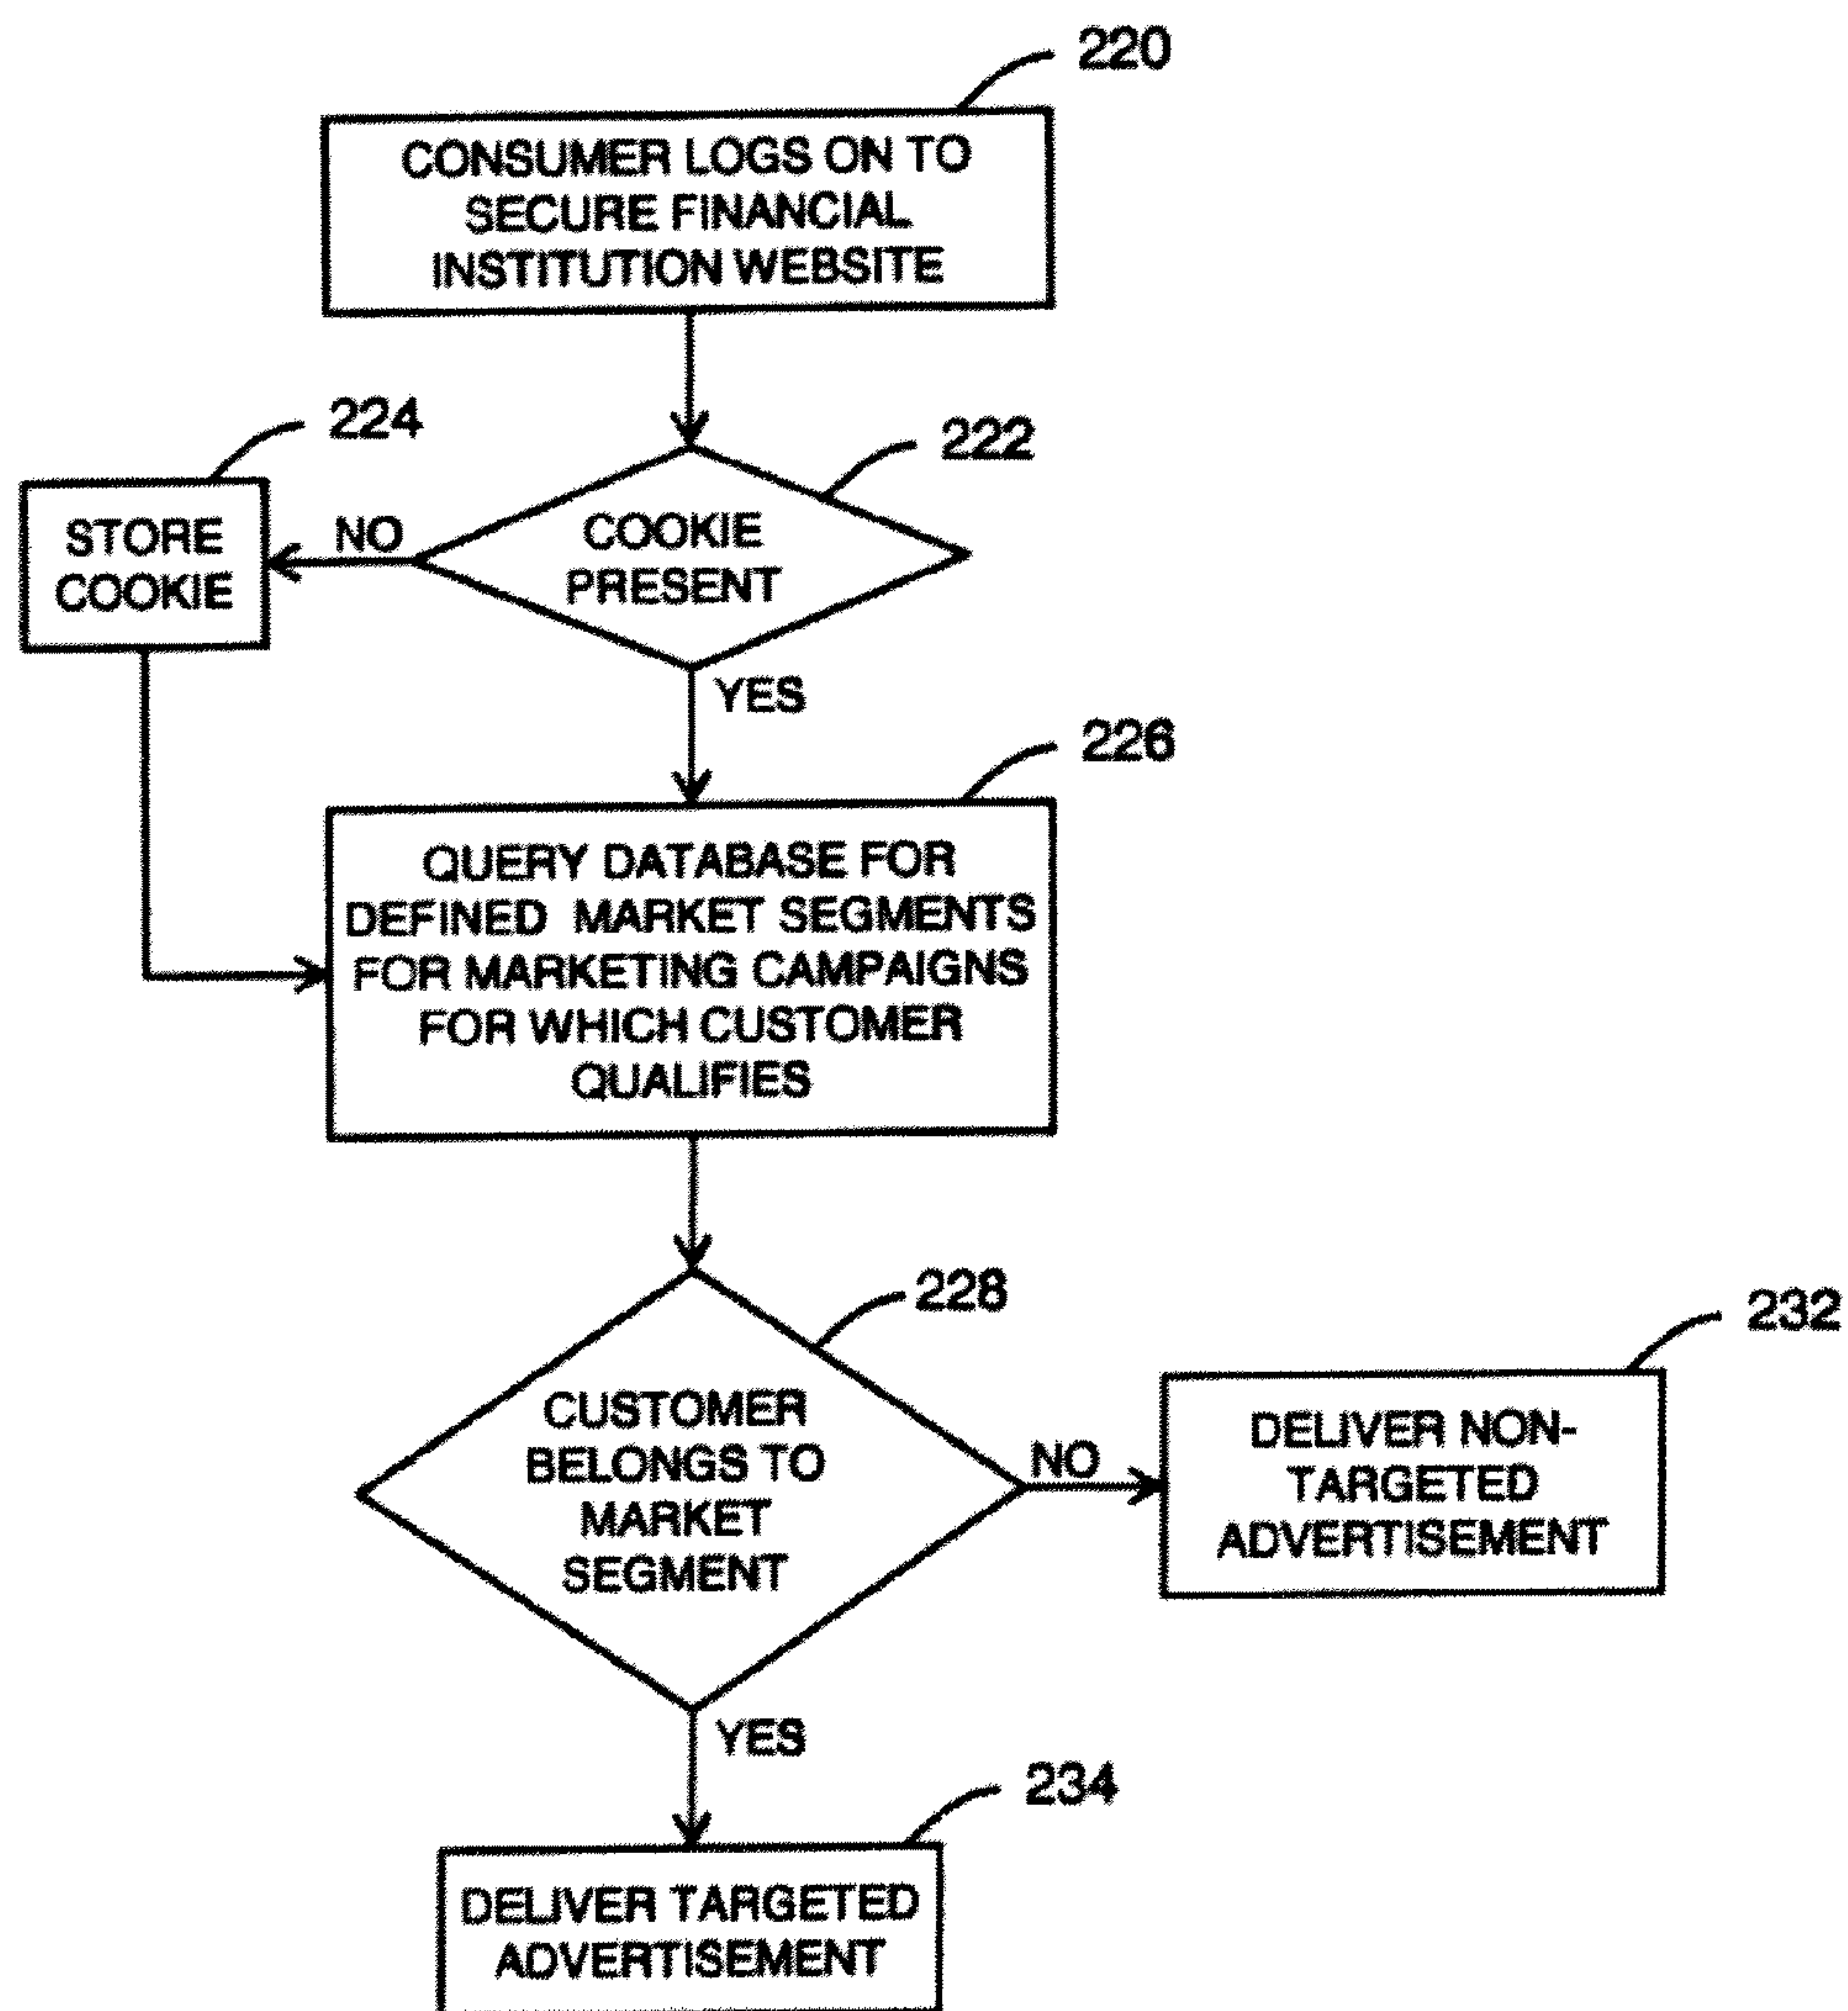 220
CONSUMER LOGS ON TO
SECURE FINANCIAL
INSTITUTION WEBSITE
224
222
STORE
COOKIE
NO
COOKIE
PRESENT
YES
226
QUERY DATABASE FOR
DEFINED MARKET SEGMENTS
FOR MARKETING CAMPAIGNS
FOR WHICH CUSTOMER
QUALIFIES
228
232
CUSTOMER
BELONGS TO
MARKET
SEGMENT
NO
DELIVER NON-
TARGETED
ADVERTISEMENT
YES
234
DELIVER TARGETED
ADVERTISEMENT